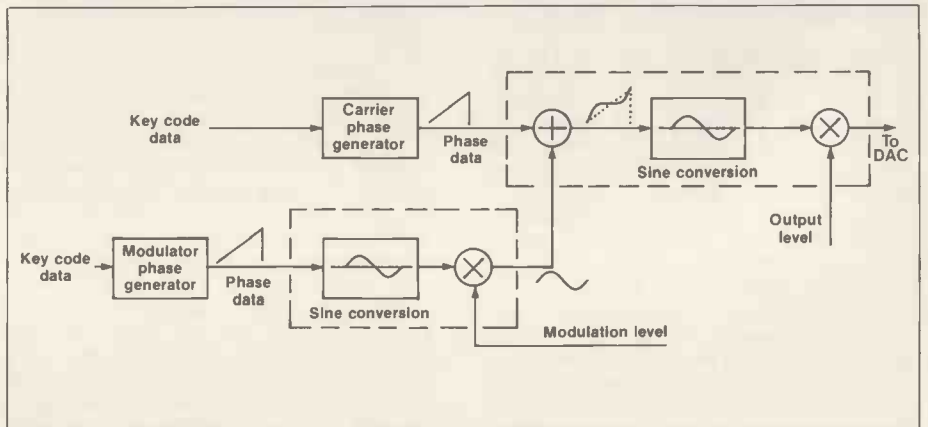 Key code
data
Carrier
phase
generator
Phase
data
Sine conversion
To
DAC
Output
level
Key code
data
Modulator
phase
generator
Phase
data
Sine conversion
Modulation level